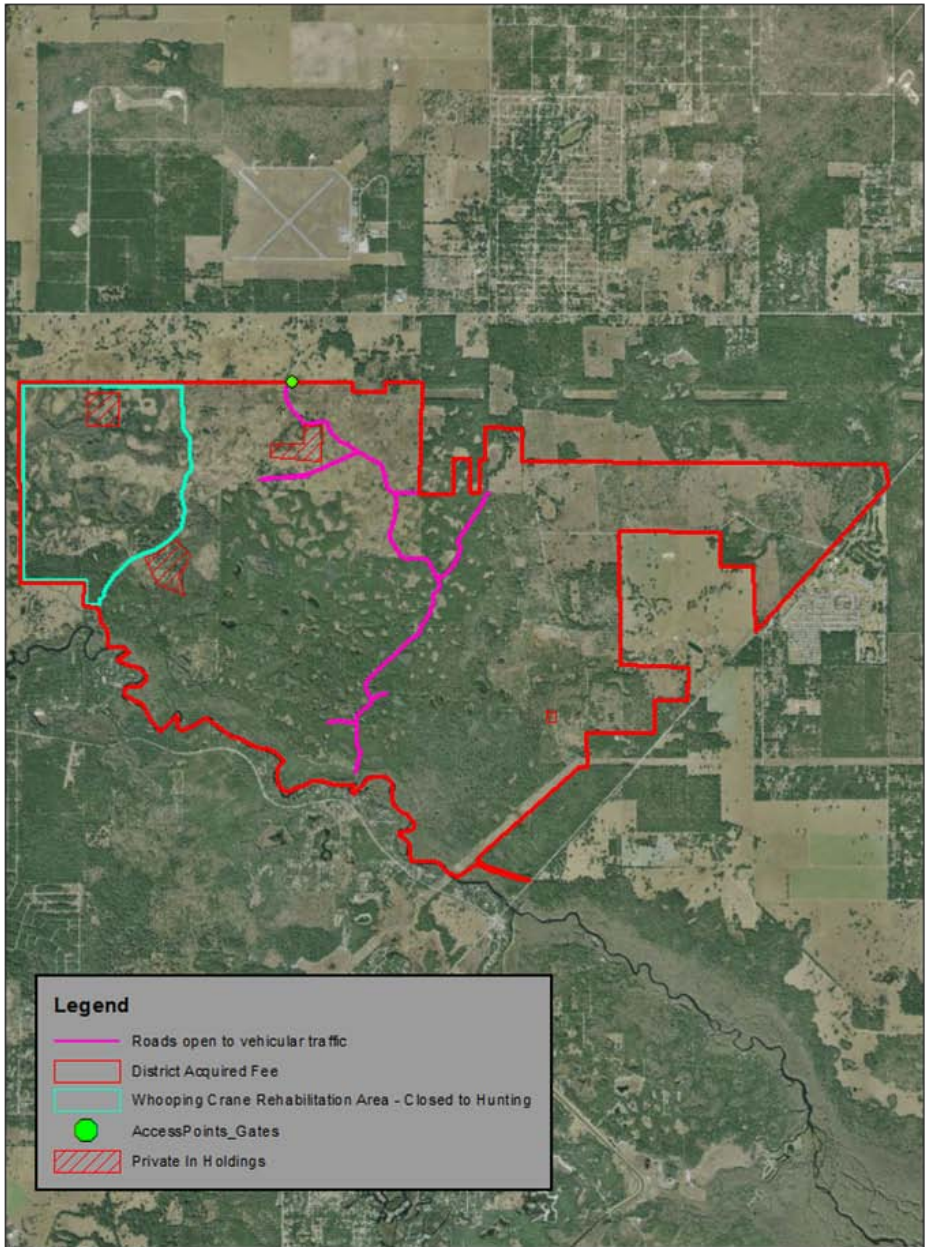 Legend
Roads open to vehicular traffic
District Acquired Fee
Whooping Crane Rehabilitation Area - Closed to Hunting
AccessPoints_Gates
Private In Holdings